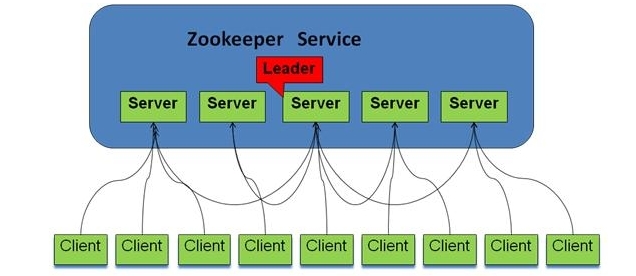 Zookeeper Service
Leader
Server Server Server Server Server
Client Client Client Client Client Client Client Client Client